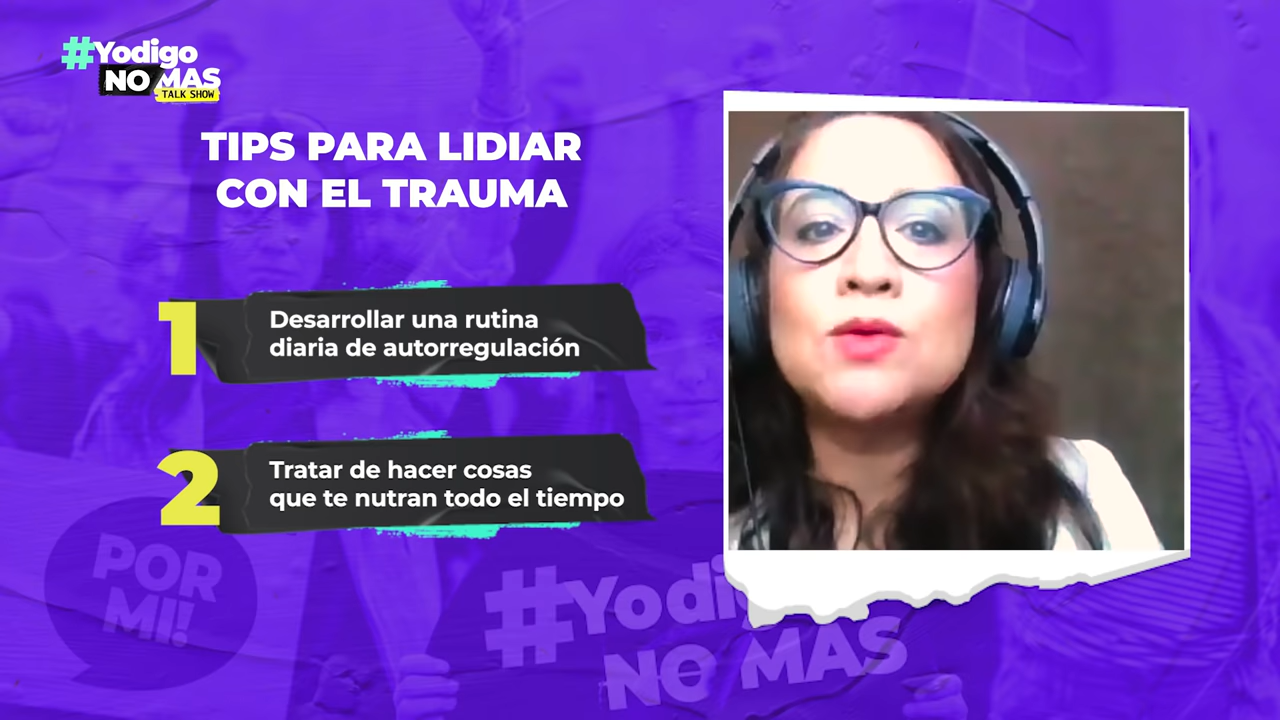 #Yodigo
NO MAS
TALK SHOW
TIPS PARA LIDIAR
CON EL TRAUMA
1
Desarrollar una rutina
diaria de autorregulación
2
Tratar de hacer cosas
que te nutran todo el tiempo
POR
MI!
#Yodi
NO MAS